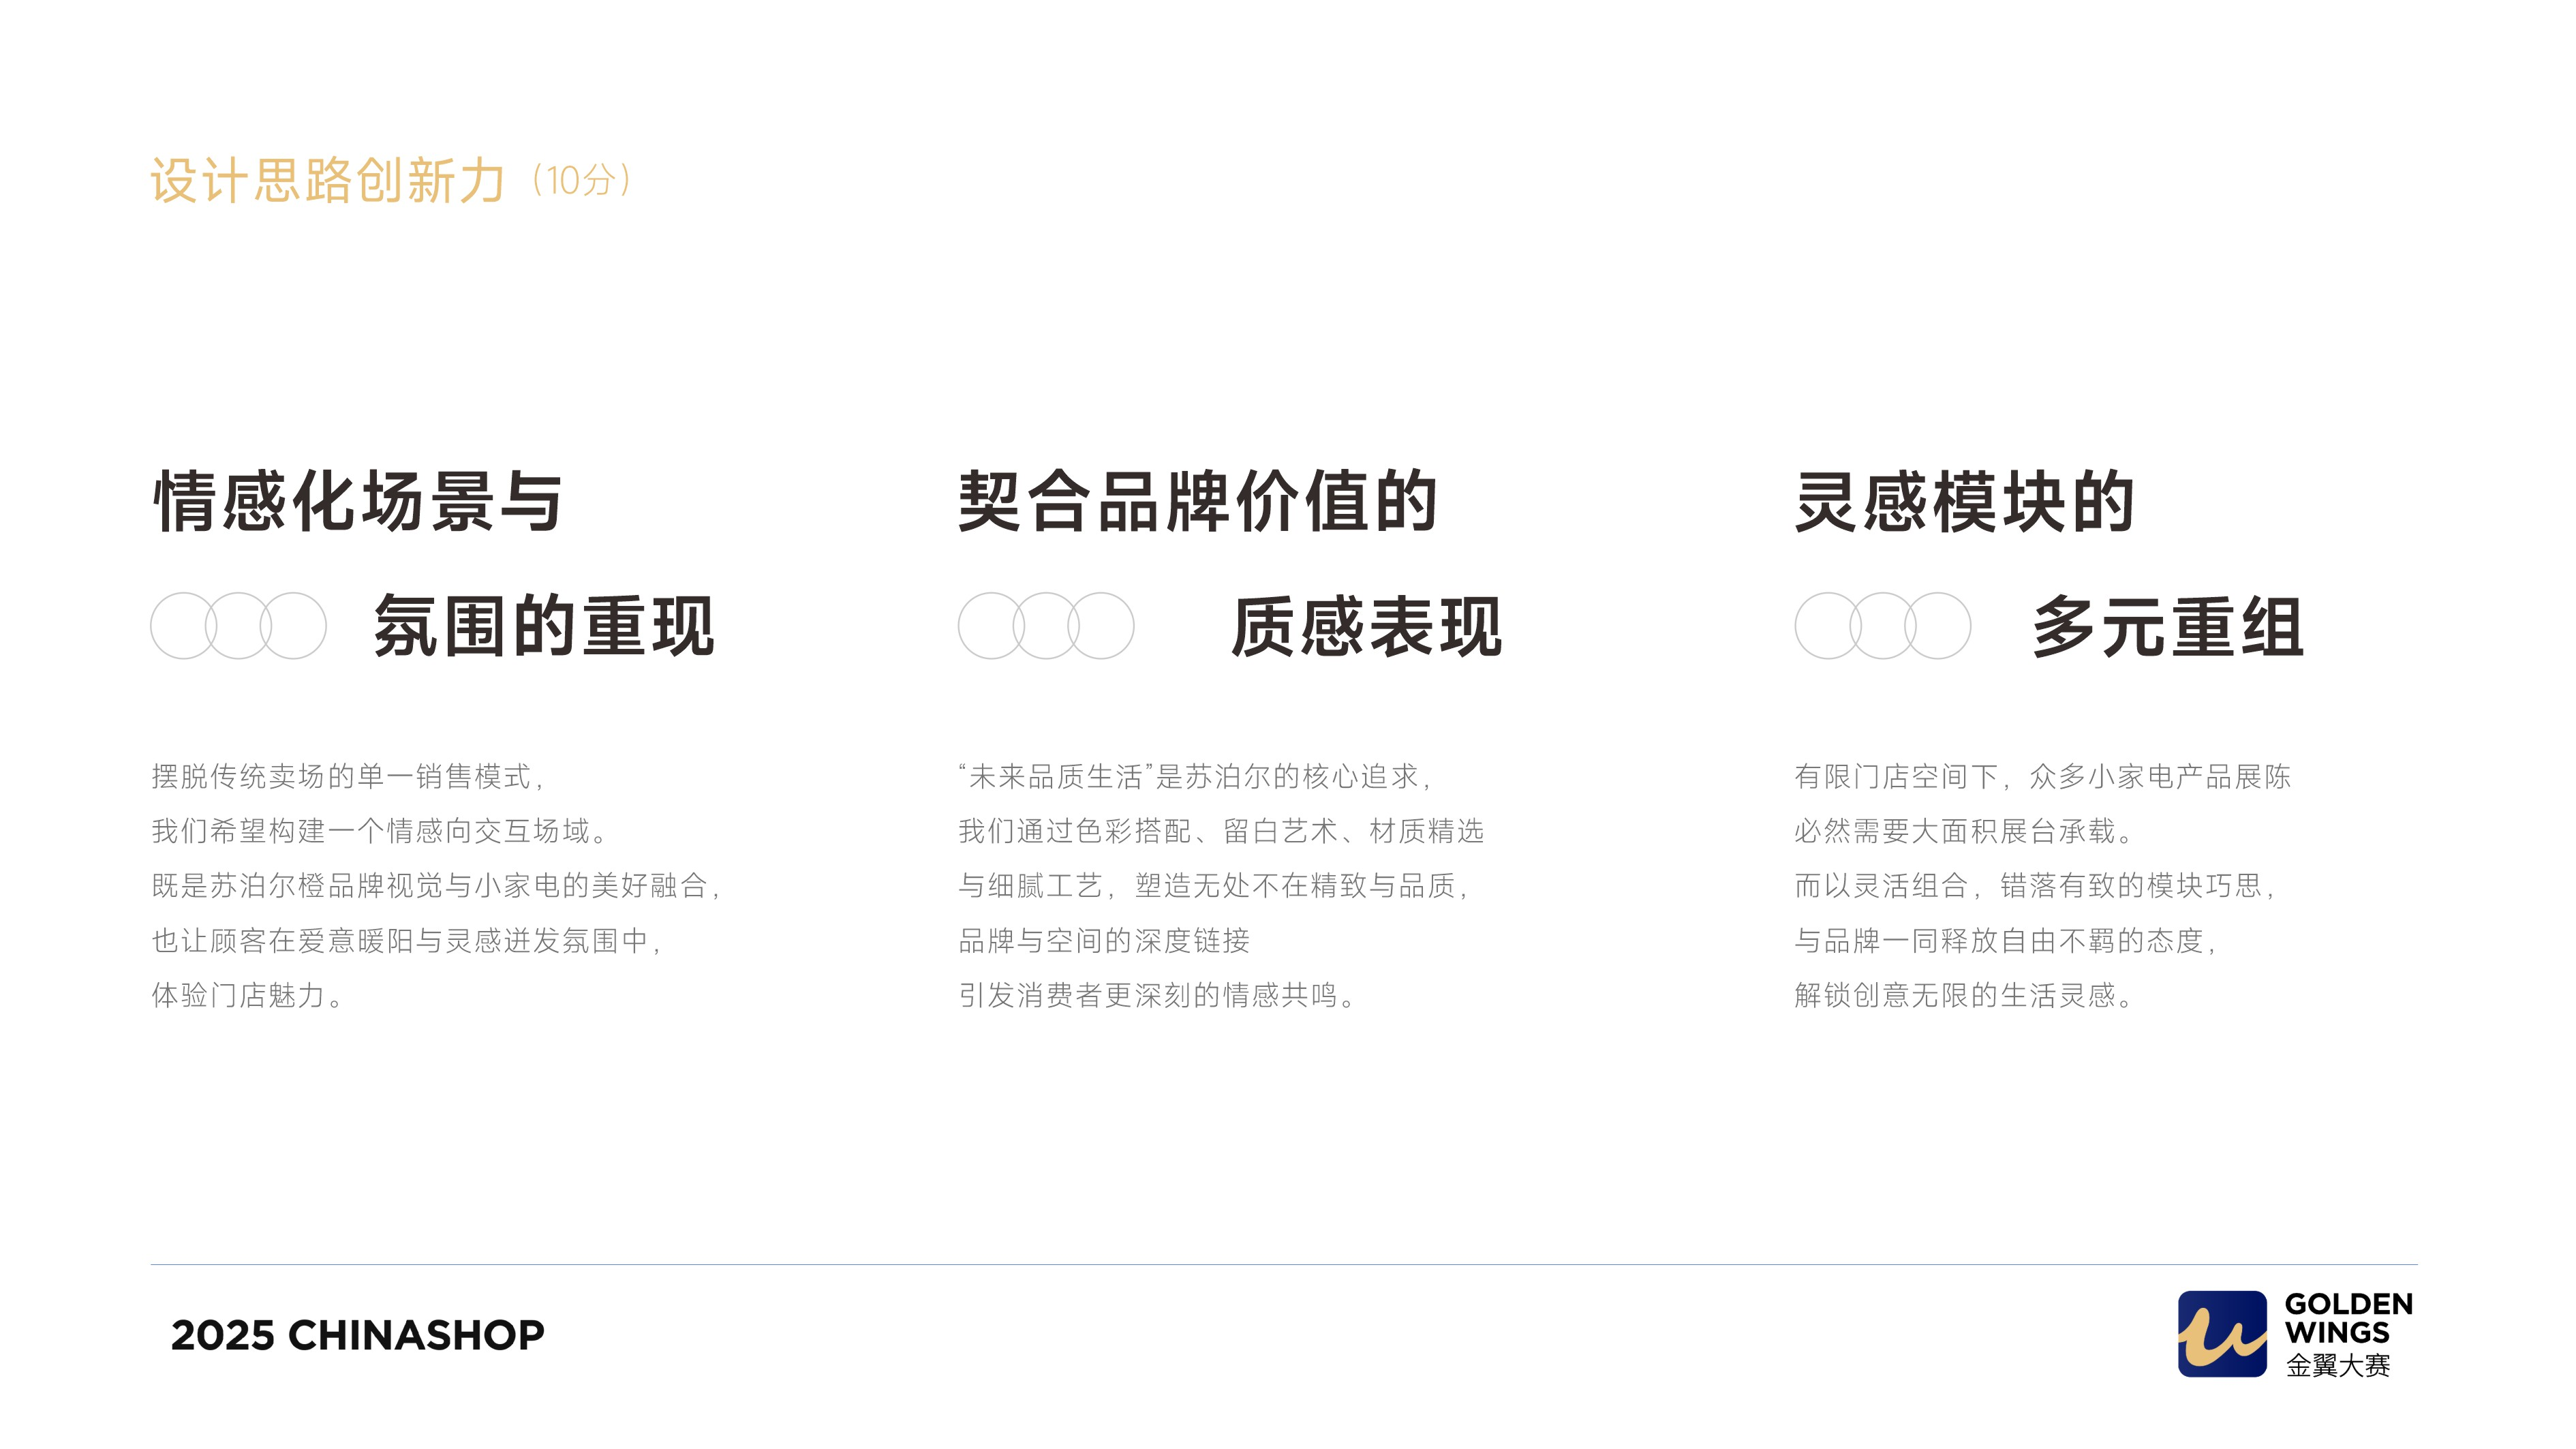 设计思路创新力（10分）
情感化场景与
氛围的重现
摆脱传统卖场的单一销售模式，
我们希望构建一个情感向交互场域。
既是苏泊尔橙品牌视觉与小家电的美好融合，
也让顾客在爱意暖阳与灵感迸发氛围中，
体验门店魅力。
契合品牌价值的
质感表现
“未来品质生活”是苏泊尔的核心追求，
我们通过色彩搭配、留白艺术、材质精选
与细腻工艺，塑造无处不在精致与品质，
品牌与空间的深度链接
引发消费者更深刻的情感共鸣。
灵感模块的
多元重组
有限门店空间下，众多小家电产品展陈
必然需要大面积展台承载。
而以灵活组合，错落有致的模块巧思，
与品牌一同释放自由不羁的态度，
解锁创意无限的生活灵感。
2025 CHINASHOP
GOLDEN
WINGS
金翼大赛